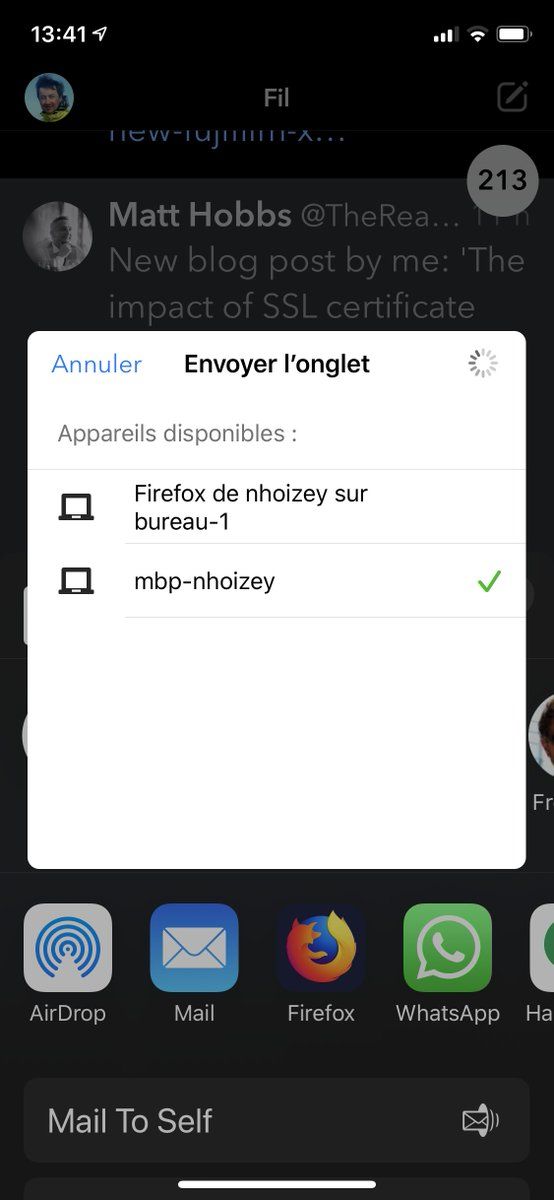 13:41
Fil
new-fujifilm-x...
213
Matt Hobbs @TheRea... 11 h
New blog post by me: 'The
impact of SSL certificate
Annuler
Envoyer l’onglet
Appareils disponibles :
Firefox de nhoizey sur
bureau-1
mbp-nhoizey
Fr
AirDrop
Mail
Firefox
WhatsApp
Ha
Mail To Self